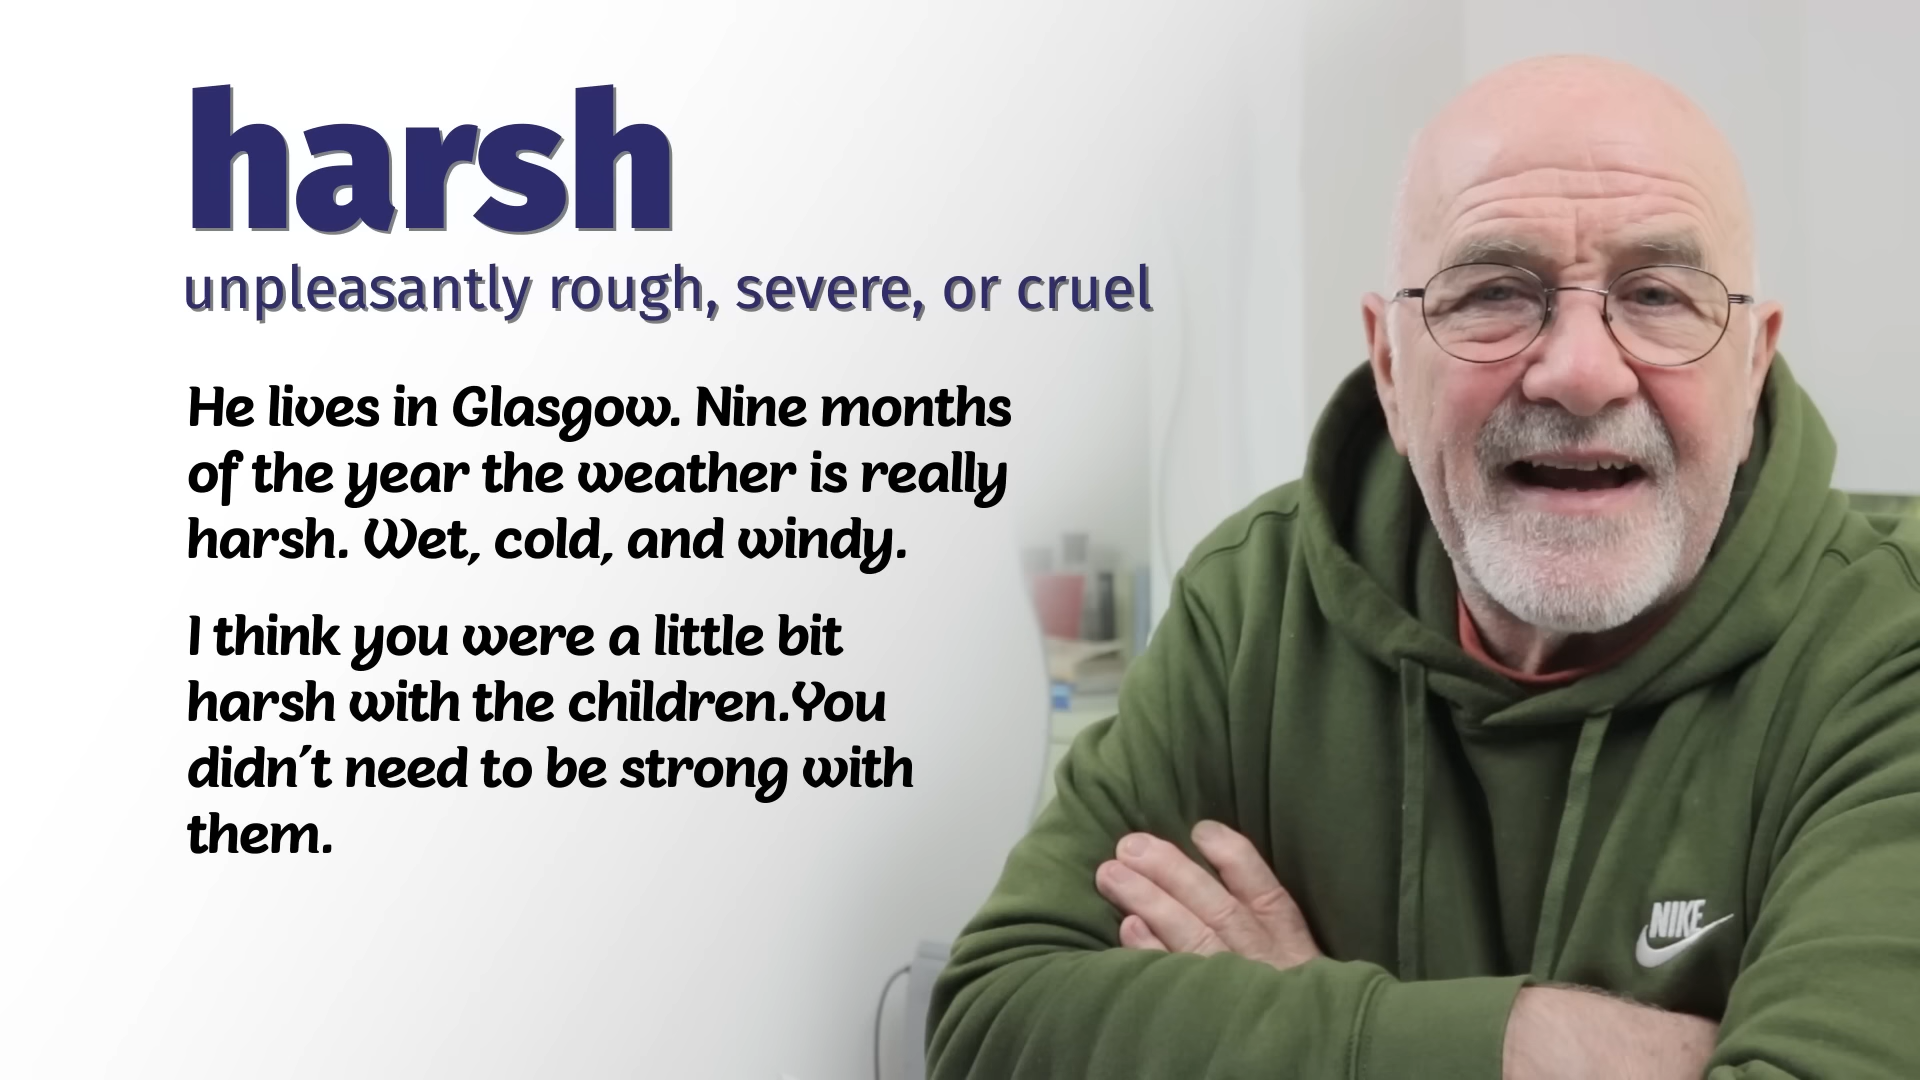 harsh
unpleasantly rough, severe, or cruel
He lives in Glasgow. Nine months
of the year the weather is really
harsh. Wet, cold, and windy.
I think you were a little bit
harsh with the children.You
didn't need to be strong with
them.
NIKE